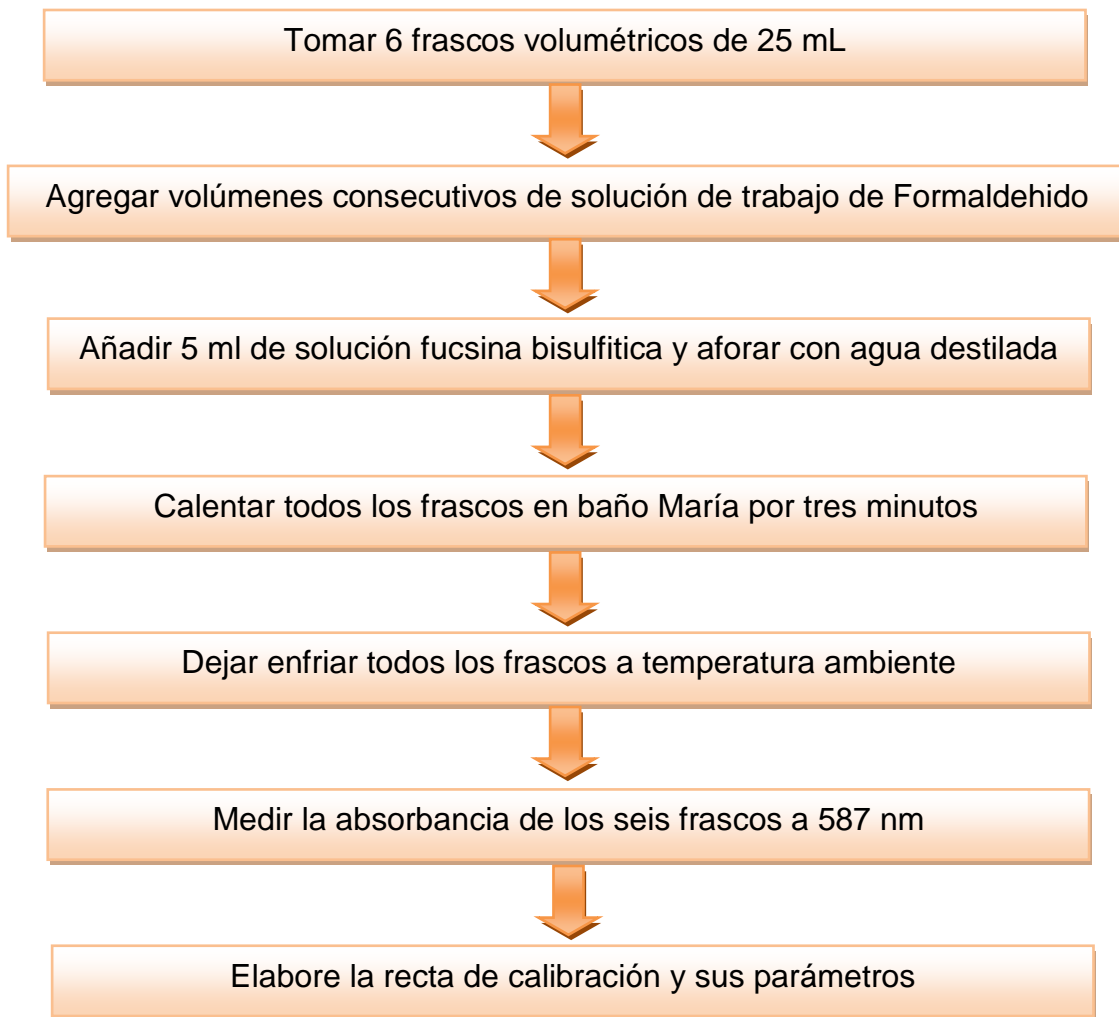 Tomar 6 frascos volumétricos de 25 mL
Agregar volúmenes consecutivos de solución de trabajo de Formaldehido
Añadir 5 ml de solución fucsina bisulfitica y aforar con agua destilada
Calentar todos los frascos en baño María por tres minutos
Dejar enfriar todos los frascos a temperatura ambiente
Medir la absorbancia de los seis frascos a 587 nm
Elabore la recta de calibración y sus parámetros